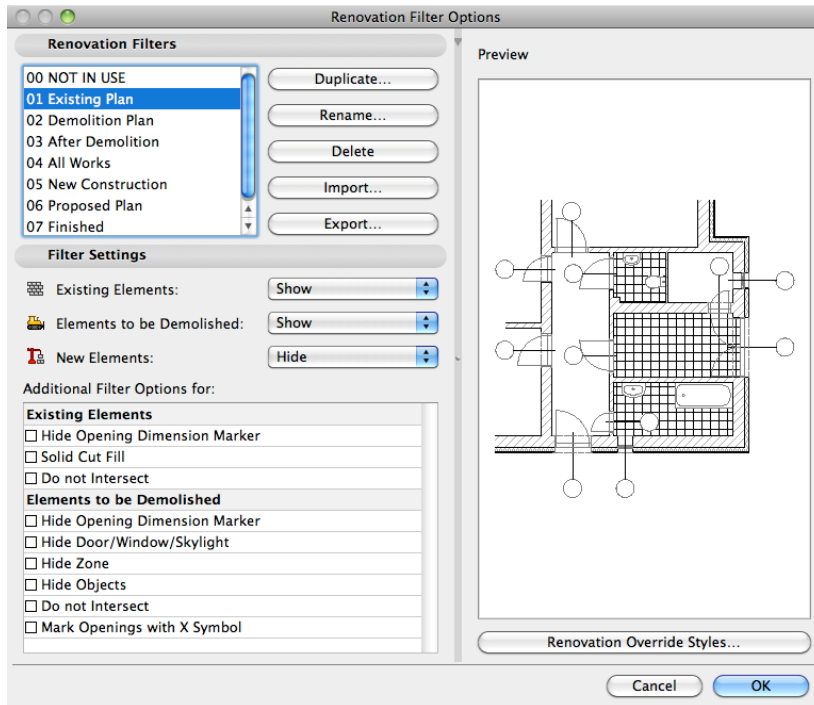 Renovation Filter Options
Renovation Filters
00 NOT IN USE
01 Existing Plan
02 Demolition Plan
03 After Demolition
04 All Works
05 New Construction
06 Proposed Plan
07 Finished
Duplicate...
Rename...
Delete
Import...
Export...
Filter Settings
Existing Elements: Show
Elements to be Demolished: Show
New Elements: Hide
Additional Filter Options for:
Existing Elements
Hide Opening Dimension Marker
Solid Cut Fill
Do not Intersect
Elements to be Demolished
Hide Opening Dimension Marker
Hide Door/Window/Skylight
Hide Zone
Hide Objects
Do not Intersect
Mark Openings with X Symbol
Preview
Renovation Override Styles...
Cancel
OK